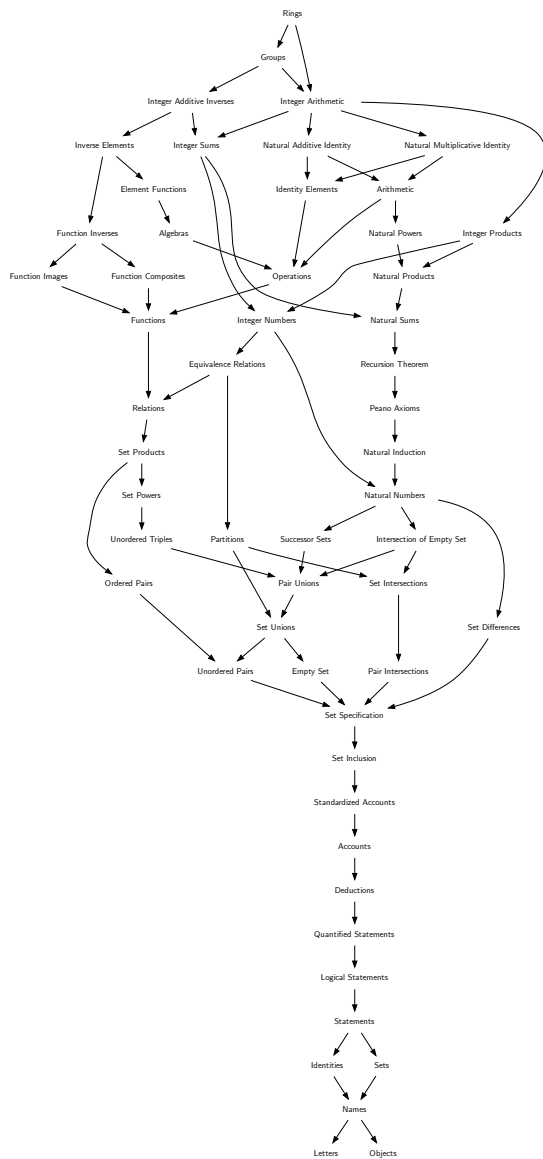 Rings
Groups
Integer Additive Inverses Integer Arithmetic
Inverse Elements Integer Sums Natural Additive Identity Natural Multiplicative Identity
Element Functions Identity Elements Arithmetic
Function Inverses Algebras Natural Powers Integer Products
Function Images Function Composites Operations Natural Products
Functions Integer Numbers Natural Sums
Equivalence Relations Recursion Theorem
Relations Peano Axioms
Set Products Natural Induction
Set Powers Natural Numbers
Unordered Triples Partitions Successor Sets Intersection of Empty Set
Ordered Pairs Pair Unions Set Intersections
Set Unions Set Differences
Unordered Pairs Empty Set Pair Intersections
Set Specification
Set Inclusion
Standardized Accounts
Accounts
Deductions
Quantified Statements
Logical Statements
Statements
Identities Sets
Names
Letters Objects